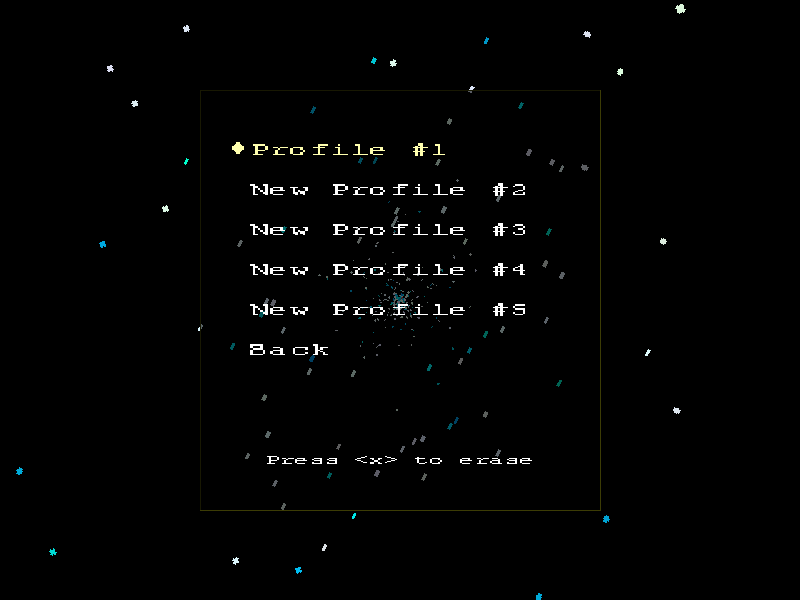 Profile #1
New Profile #2
New Profile #3
New Profile #4
New Profile #5
Back
Press <x> to erase